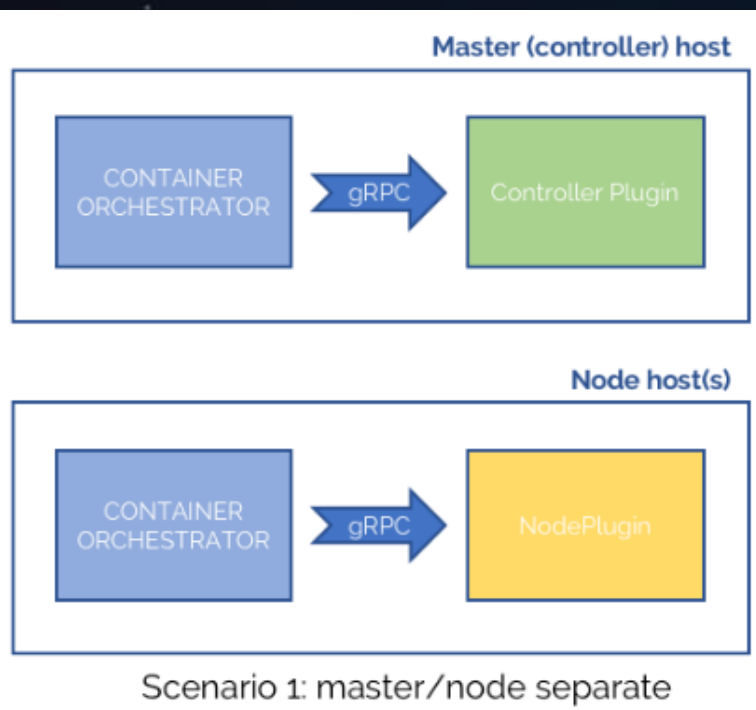 Master (controller) host
CONTAINER
ORCHESTRATOR
gRPC
Controller Plugin
Node host(s)
CONTAINER
ORCHESTRATOR
gRPC
NodePlugin
Scenario 1: master/node separate